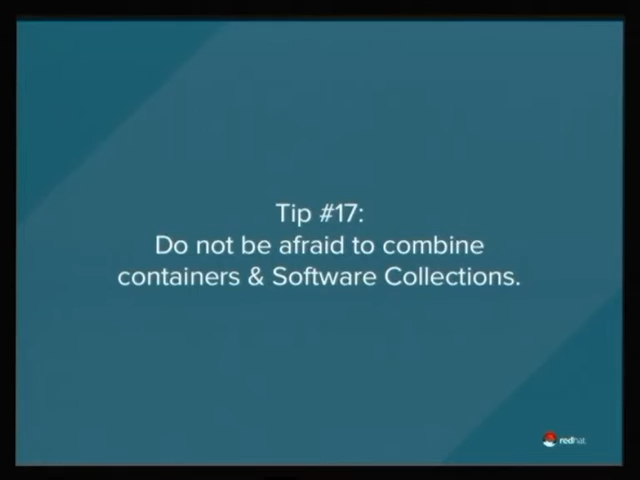 Tip #17:
Do not be afraid to combine
containers & Software Collections.
redhat